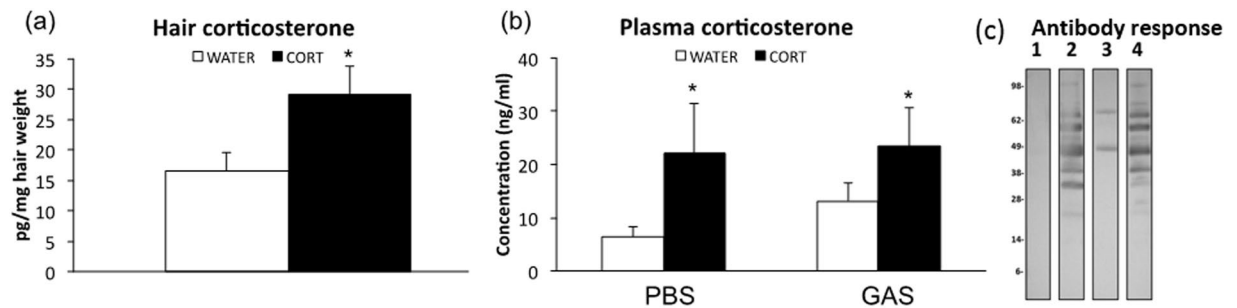 (a)
Hair corticosterone
WATER CORT
*
pg/mg hair weight
35
30
25
20
15
10
5
0
(b)
Plasma corticosterone
WATER CORT
* *
Concentration (ng/ml)
40
30
20
10
0
PBS GAS
(c)
Antibody response
1 2 3 4
98-
62-
49-
38-
28-
14-
6-